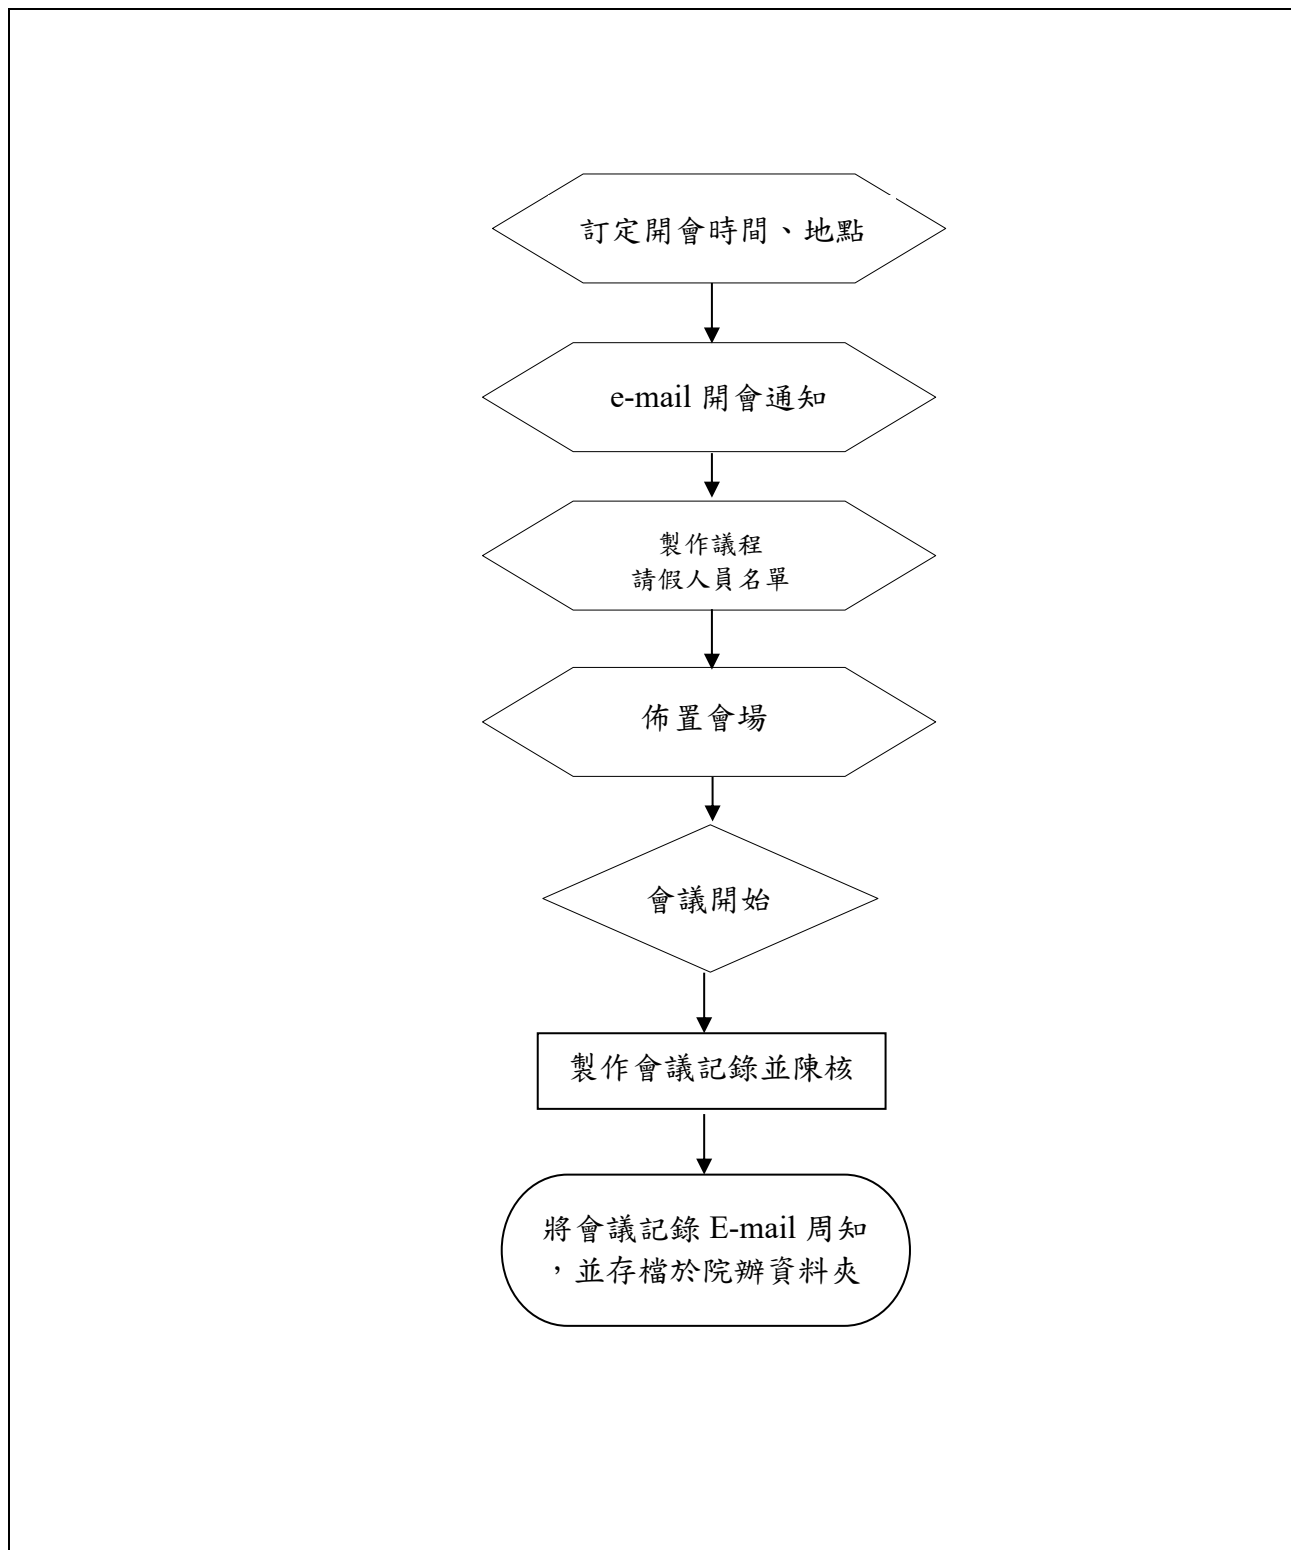 訂定開會時間、地點
e-mail 開會通知
製作議程
請假人員名單
佈置會場
會議開始
製作會議記錄並陳核
將會議記錄 E-mail 周知
，並存檔於院辦資料夾